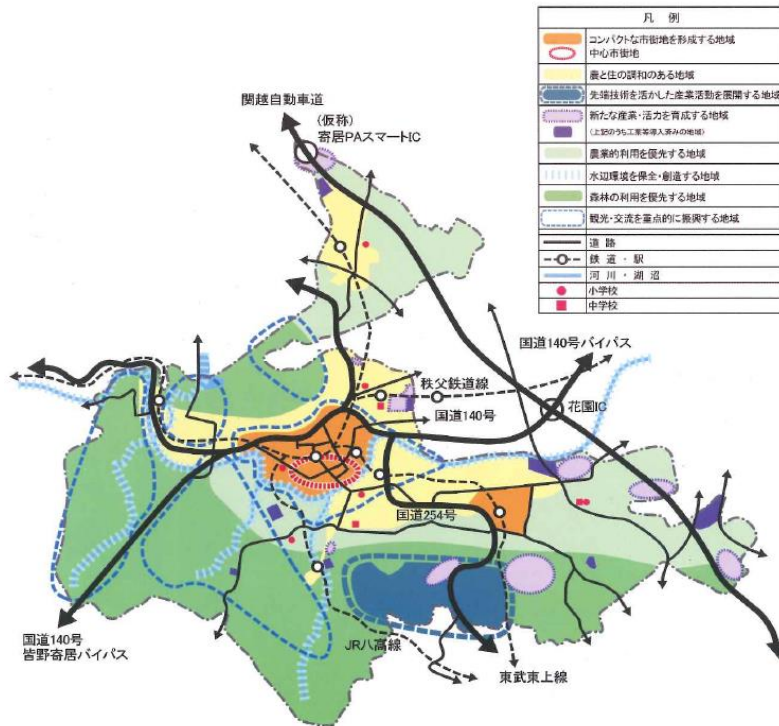 凡 例
コンパクトな市街地を形成する地域
中心市街地
農と住の調和のある地域
先端技術を活かした産業活動を展開する地域
新たな産業・活力を育成する地域
(上記のうち工業等導入済みの地域)
農業的利用を優先する地域
水辺環境を保全・創造する地域
森林の利用を優先する地域
観光・交流を重点的に振興する地域
道 路
鉄 道 ・ 駅
河 川 ・ 湖 沼
小学校
中学校
関越自動車道
(仮称)
寄居PAスマートIC
国道140号バイパス
秩父鉄道線
国道140号
花園IC
国道254号
国道140号
皆野寄居バイパス
JR八高線
東武東上線